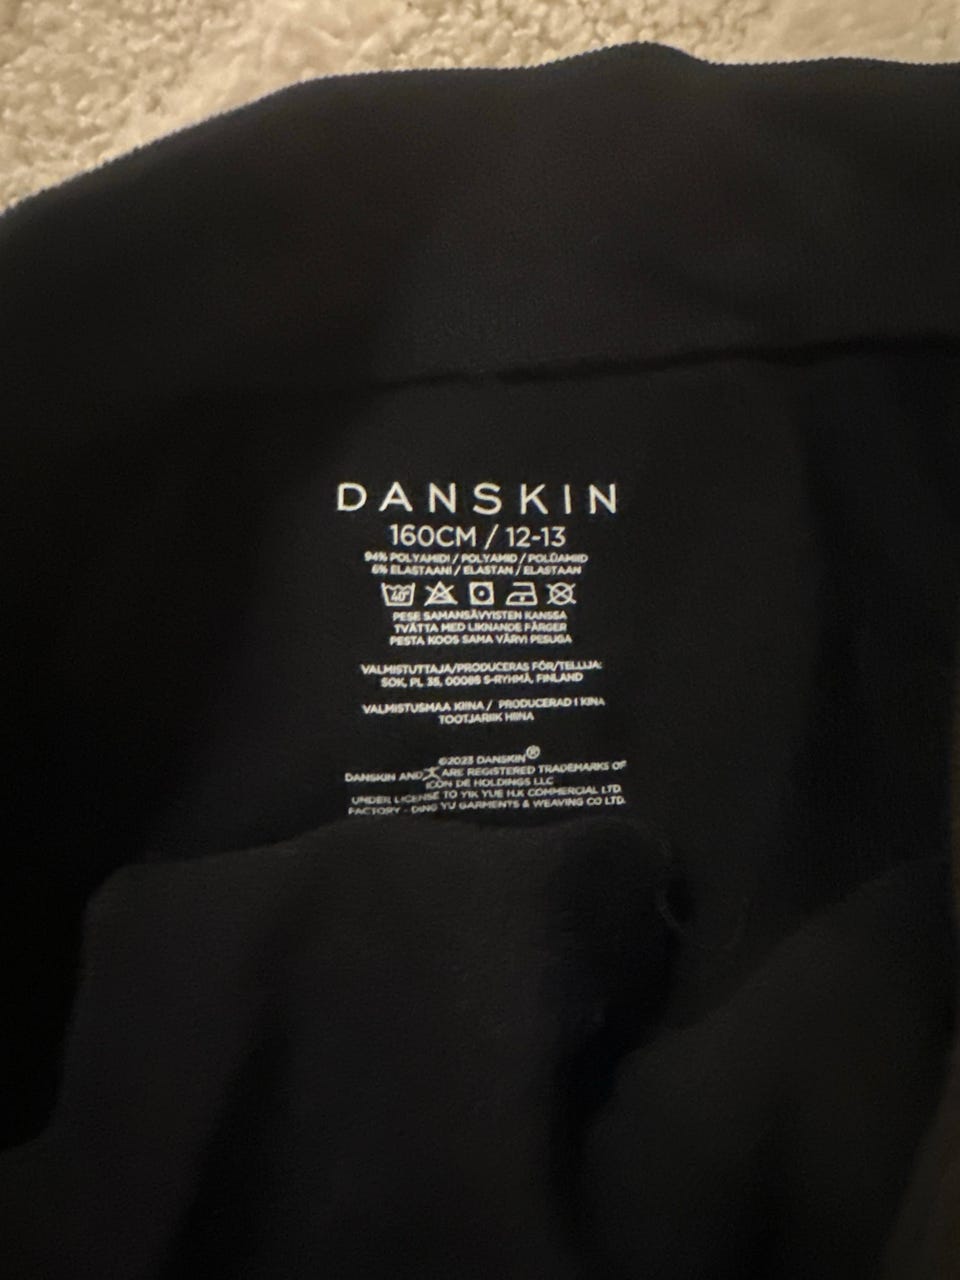 DANSKIN
160CM / 12-13
94% POLYAMIDI / POLYAMID / POLÜAMIID
6% ELASTAANI / ELASTAN / ELASTAAN
40°
PESE SAMANSÄVYISTEN KANSSA
TVÄTTA MED LIKNANDE FÄRGER
PESTA KOOS SAMA VÄRVI PESUGA
VALMISTUTTAJA/PRODUCERAS FÖR/TELLIJA:
SOK, PL 35, 00088 S-RYHMÄ, FINLAND
VALMISTUSMAA KIINA / PRODUCERAD I KINA
TOOTJARIIK HIINA
©2023 DANSKIN®
DANSKIN AND ARE REGISTERED TRADEMARKS OF
ICON DE HOLDINGS LLC
UNDER LICENSE TO YIK YUE H.K COMMERCIAL LTD.
FACTORY - DING YU GARMENTS & WEAVING CO LTD.